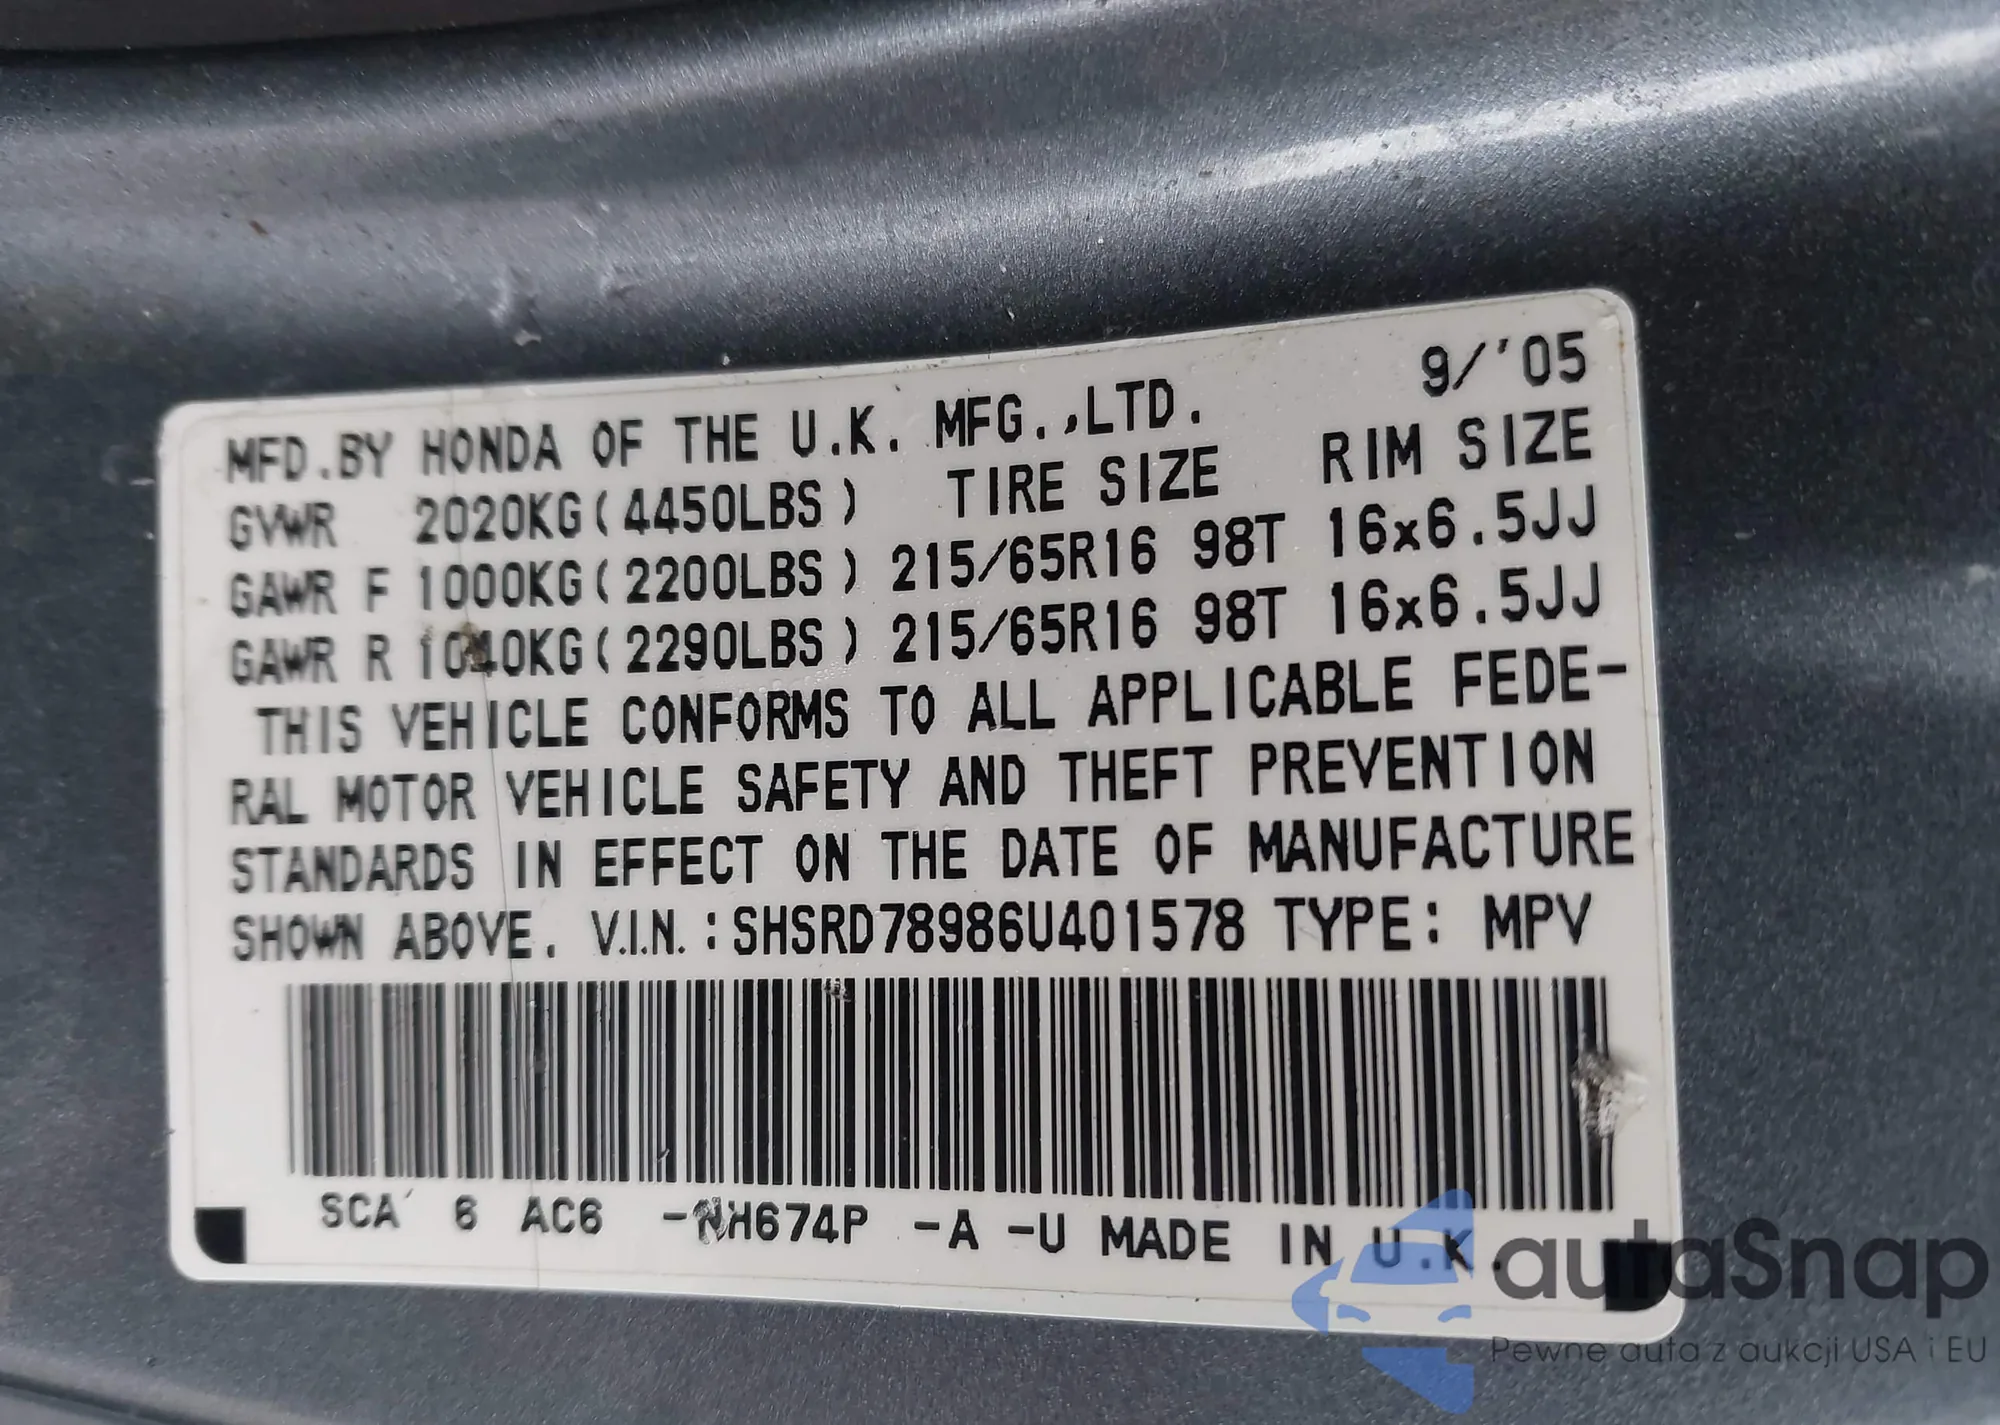 MFD.BY HONDA OF THE U.K. MFG.,LTD. 9/'05
GVWR 2020KG(4450LBS) TIRE SIZE RIM SIZE
GAWR F 1000KG(2200LBS) 215/65R16 98T 16x6.5JJ
GAWR R 1040KG(2290LBS) 215/65R16 98T 16x6.5JJ
THIS VEHICLE CONFORMS TO ALL APPLICABLE FEDE-
RAL MOTOR VEHICLE SAFETY AND THEFT PREVENTION
STANDARDS IN EFFECT ON THE DATE OF MANUFACTURE
SHOWN ABOVE. V.I.N.:SHSRD78986U401578 TYPE: MPV
SCA 6 AC6 -NH674P -A -U MADE IN U.K.
autaSnap
Pewne auta z aukcji USA i EU